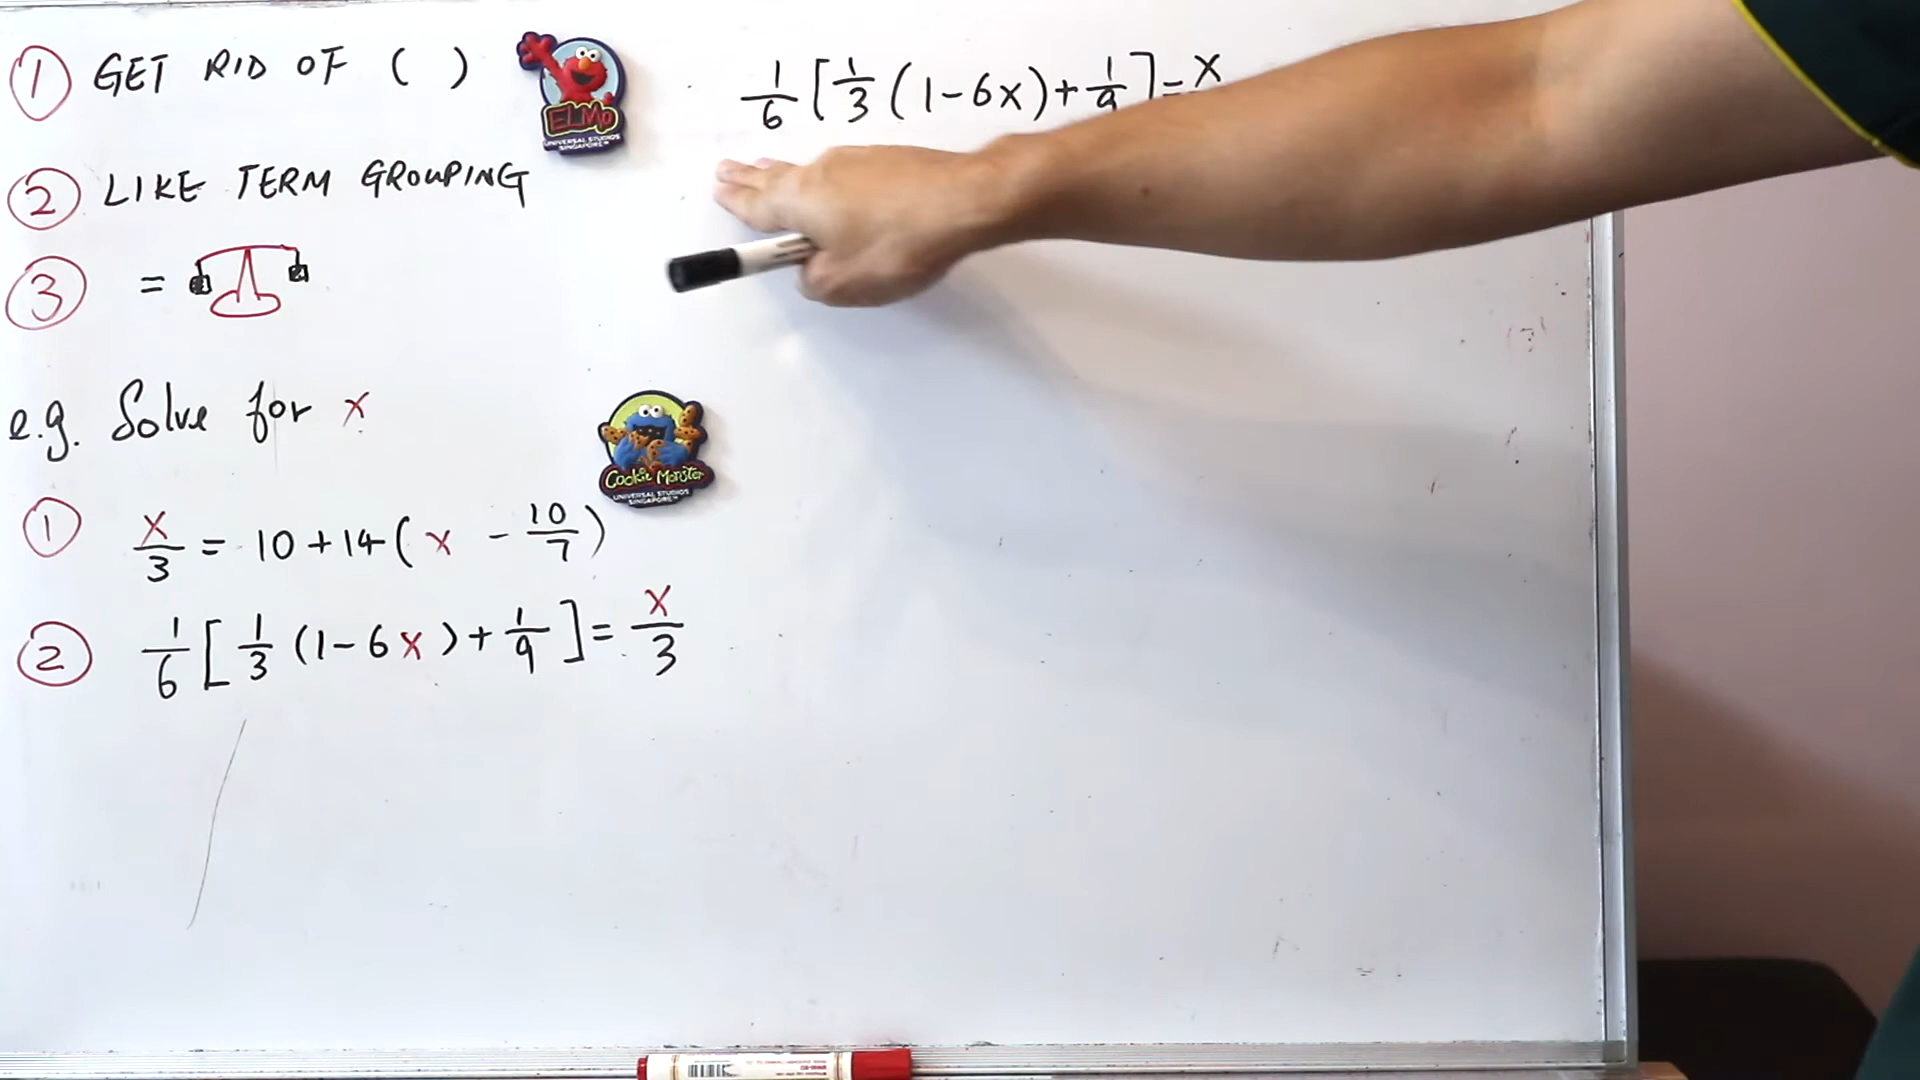 ① GET RID OF ( )
② LIKE TERM GROUPING
③ =
e.g. Solve for x
① x/3 = 10 + 14 ( x - 10/7 )
② 1/6 [ 1/3 (1 - 6x) + 1/9 ] = x/3
1/6 [ 1/3 (1 - 6x) + 1/9 ] = x
ELMO
UNIVERSAL STUDIOS
SINGAPORE™
Cookie Monster
UNIVERSAL STUDIOS
SINGAPORE™